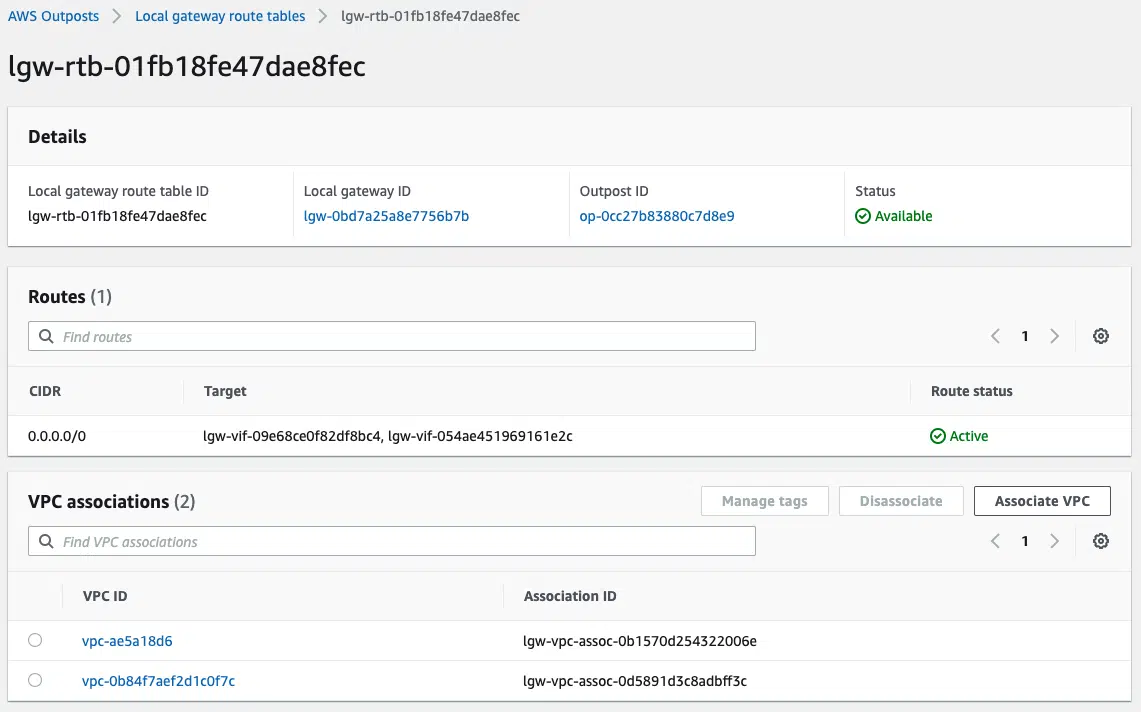 AWS Outposts > Local gateway route tables > lgw-rtb-01fb18fe47dae8fec
lgw-rtb-01fb18fe47dae8fec
Details
Local gateway route table ID Local gateway ID Outpost ID Status
lgw-rtb-01fb18fe47dae8fec lgw-0bd7a25a8e7756b7b op-0cc27b83880c7d8e9 Available
Routes (1)
Find routes 1
CIDR Target Route status
0.0.0.0/0 lgw-vif-09e68ce0f82df8bc4, lgw-vif-054ae451969161e2c Active
VPC associations (2) Manage tags Disassociate Associate VPC
Find VPC associations 1
VPC ID Association ID
vpc-ae5a18d6 lgw-vpc-assoc-0b1570d254322006e
vpc-0b84f7aef2d1c0f7c lgw-vpc-assoc-0d5891d3c8adbff3c